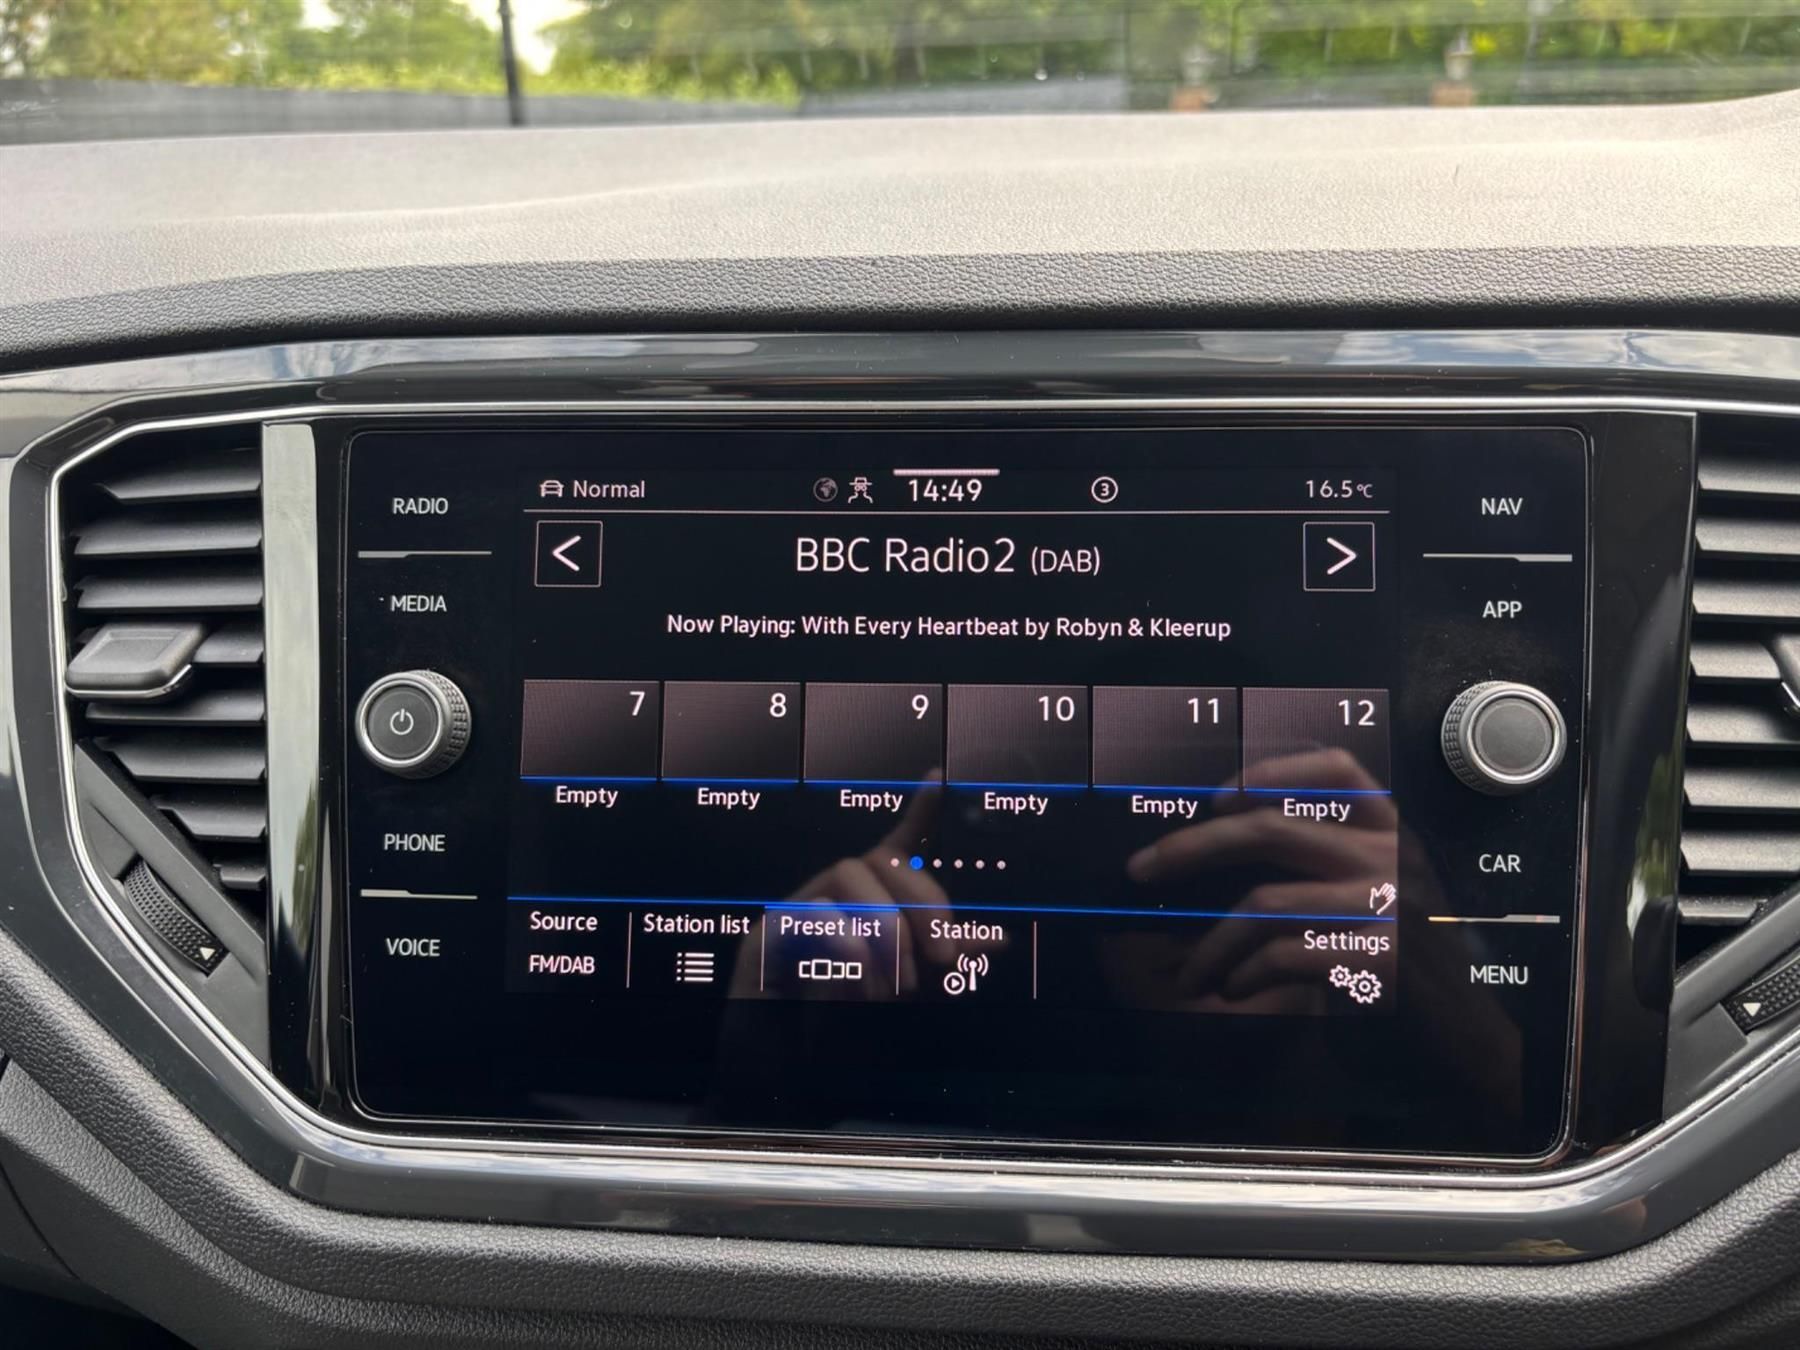 RADIO
MEDIA
PHONE
VOICE
Normal
14:49
3
16.5°C
BBC Radio2 (DAB)
Now Playing: With Every Heartbeat by Robyn & Kleerup
7 8 9 10 11 12
Empty Empty Empty Empty Empty Empty
Source Station list Preset list Station Settings
FM/DAB
NAV
APP
CAR
MENU